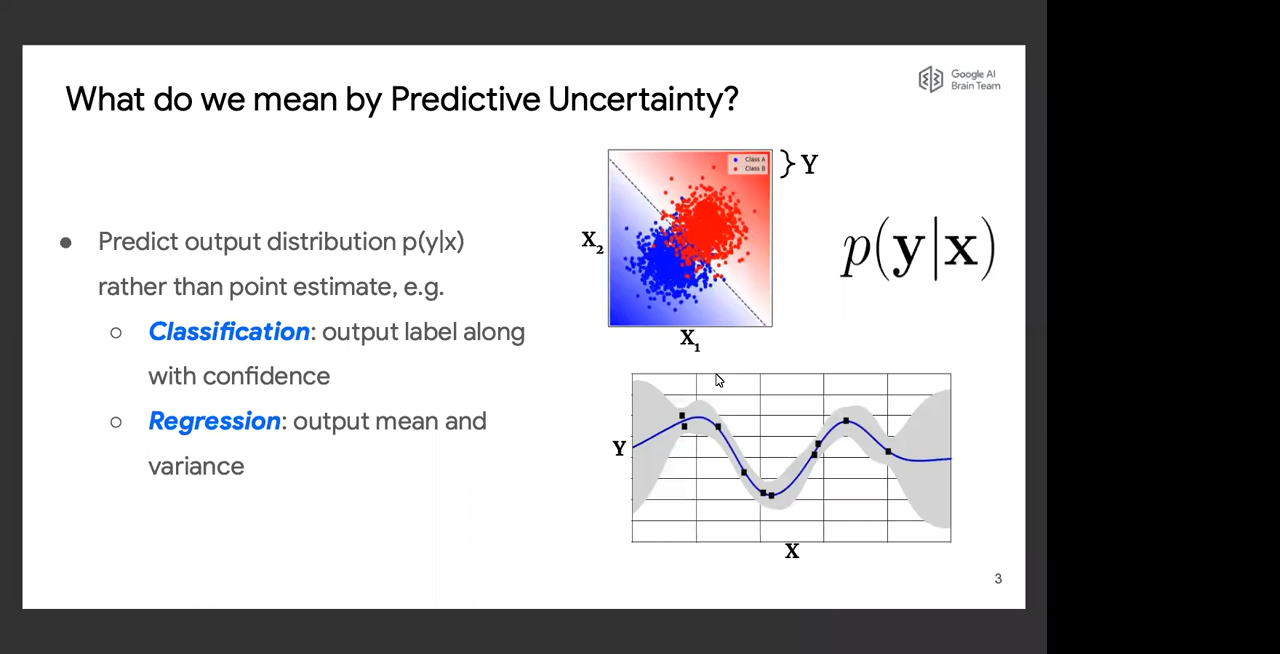 What do we mean by Predictive Uncertainty?
Google AI
Brain Team
● Predict output distribution p(y|x)
rather than point estimate, e.g.
○ Classification: output label along
with confidence
○ Regression: output mean and
variance
Class A
Class B
} Y
X₂
X₁
p(y|x)
Y
X
3